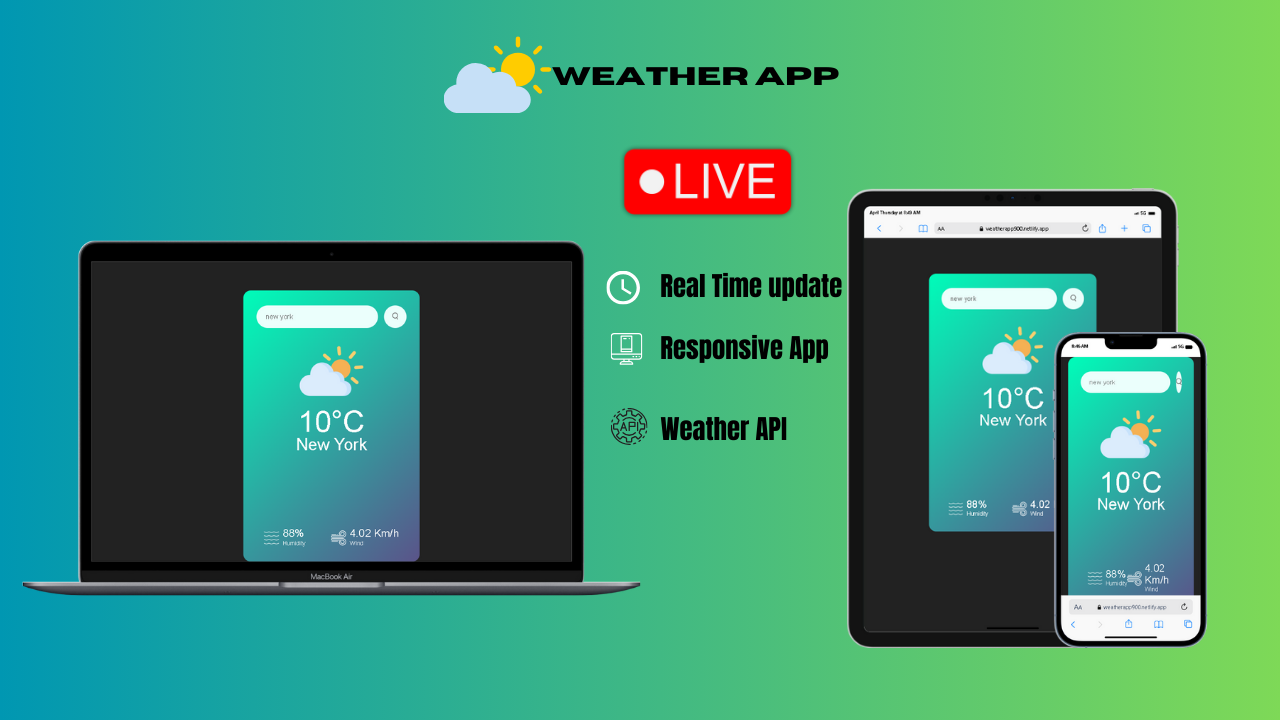 WEATHER APP
LIVE
Real Time update
Responsive App
Weather API
new york
10°C
New York
88%
Humidity
4.02 Km/h
Wind
MacBook Air
April Thursday at 11:49 AM
5G
AA
weatherapp900.netlify.app
new york
10°C
New York
88%
Humidity
4.02
Wind
8:46 AM
5G
new york
10°C
New York
88%
Humidity
4.02
Km/h
Wind
AA
weatherapp900.netlify.app
API